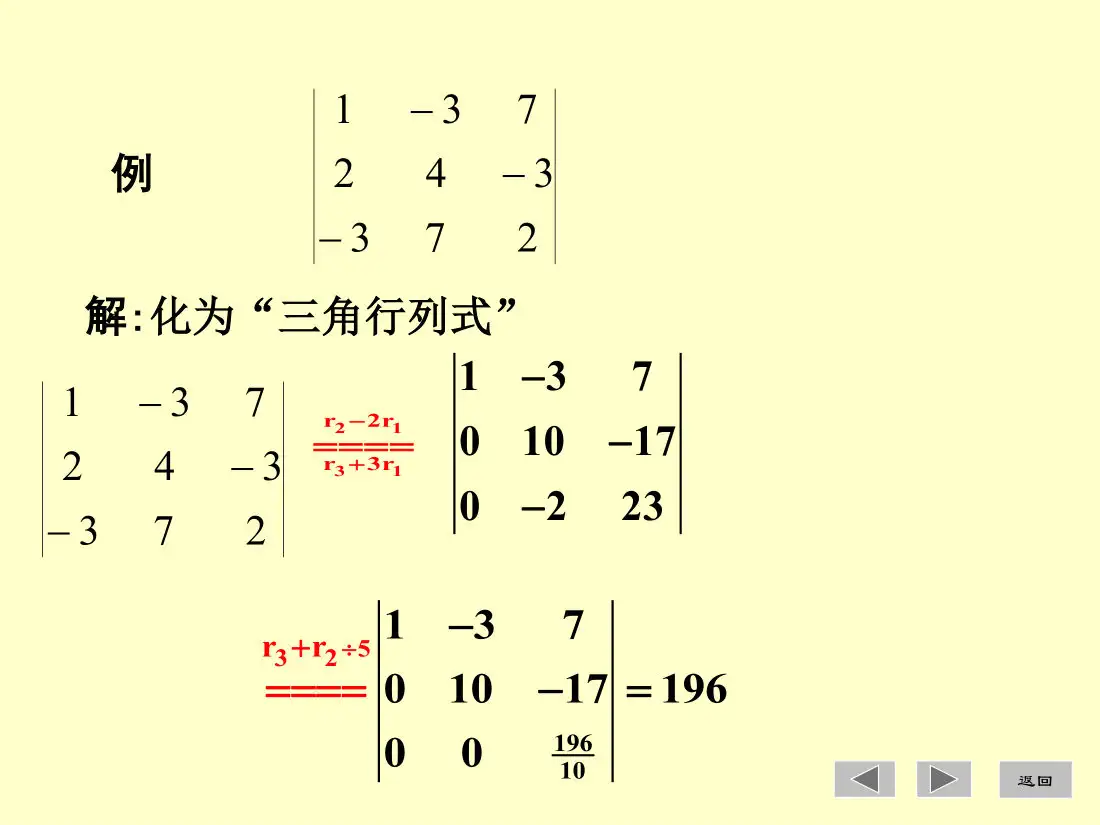 1 −3 7
例 2 4 −3
−3 7 2
解:化为“三角行列式”
1 −3 7
2 4 −3
−3 7 2
r₂−2r₁
====
r₃+3r₁
1 −3 7
0 10 −17
0 −2 23
r₃+r₂÷5
====
1 −3 7
0 10 −17 = 196
0 0 196/10
返回